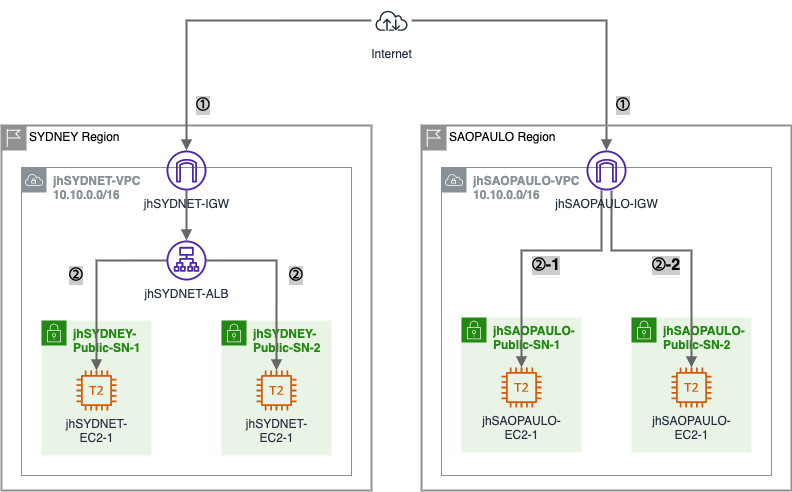 Internet
①
①
SYDNEY Region
SAOPAULO Region
jhSYDNET-VPC
10.10.0.0/16
jhSAOPAULO-VPC
10.10.0.0/16
jhSYDNET-IGW
jhSAOPAULO-IGW
②
②
②-1
②-2
jhSYDNET-ALB
jhSYDNEY-
Public-SN-1
jhSYDNEY-
Public-SN-2
jhSAOPAULO-
Public-SN-1
jhSAOPAULO-
Public-SN-2
T2
T2
T2
T2
jhSYDNET-
EC2-1
jhSYDNET-
EC2-1
jhSAOPAULO-
EC2-1
jhSAOPAULO-
EC2-1